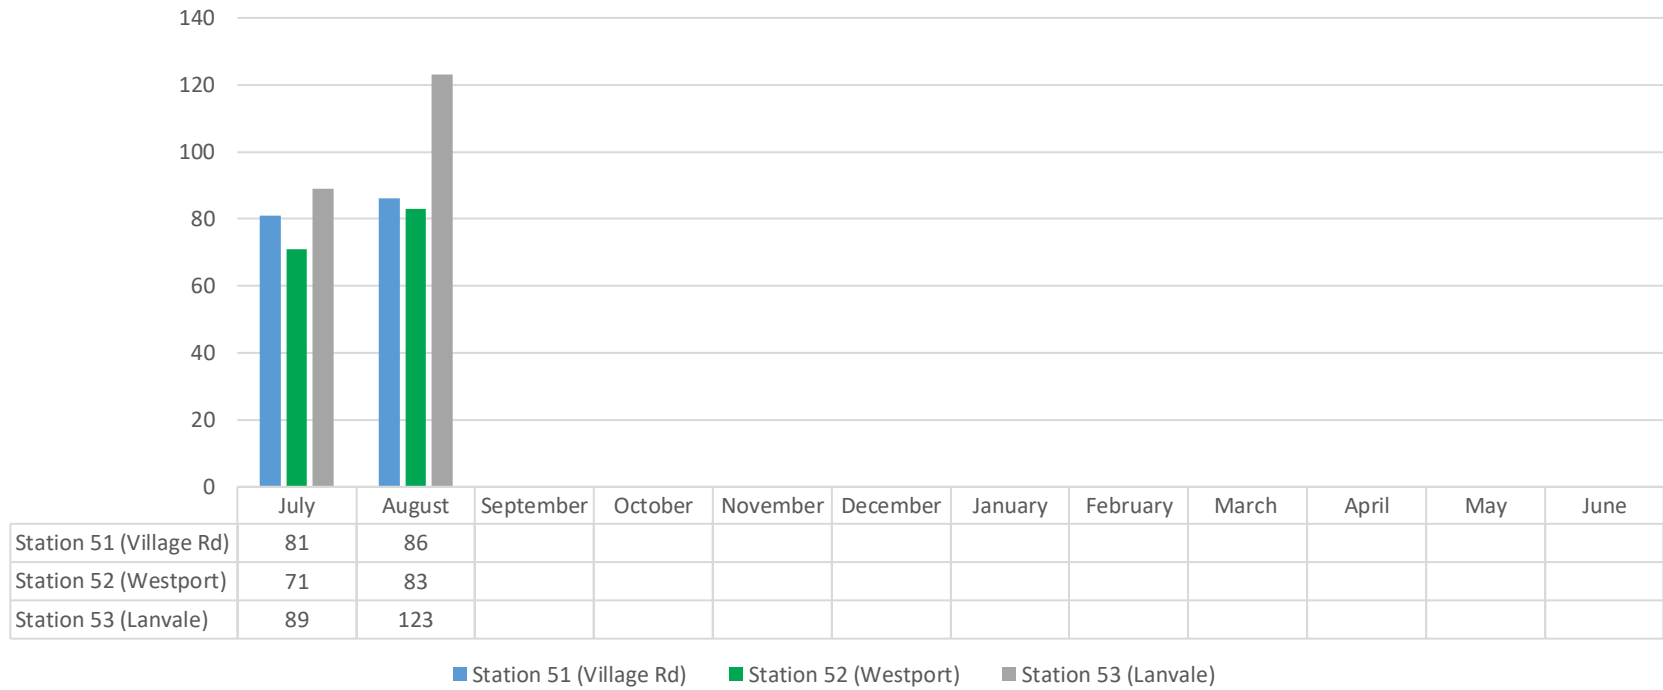 140
120
100
80
60
40
20
0
July August September October November December January February March April May June
Station 51 (Village Rd) 81 86
Station 52 (Westport) 71 83
Station 53 (Lanvale) 89 123
Station 51 (Village Rd) Station 52 (Westport) Station 53 (Lanvale)